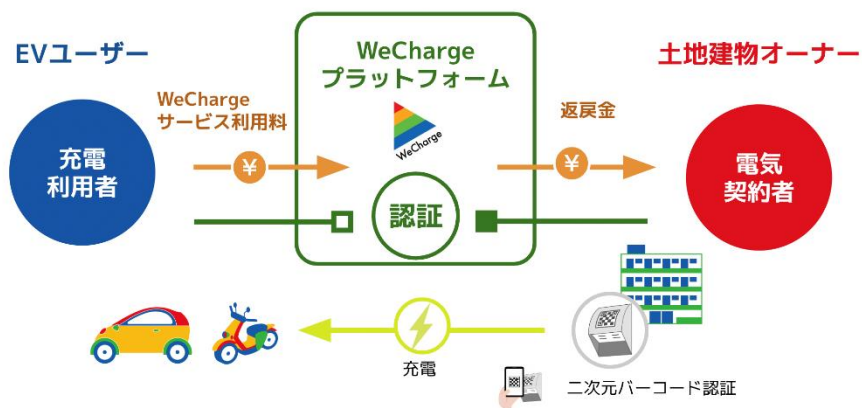 EVユーザー
WeCharge
プラットフォーム
土地建物オーナー
WeCharge
サービス利用料
返戻金
充電
利用者
¥
WeCharge
¥
電気
契約者
認証
充電
二次元バーコード認証